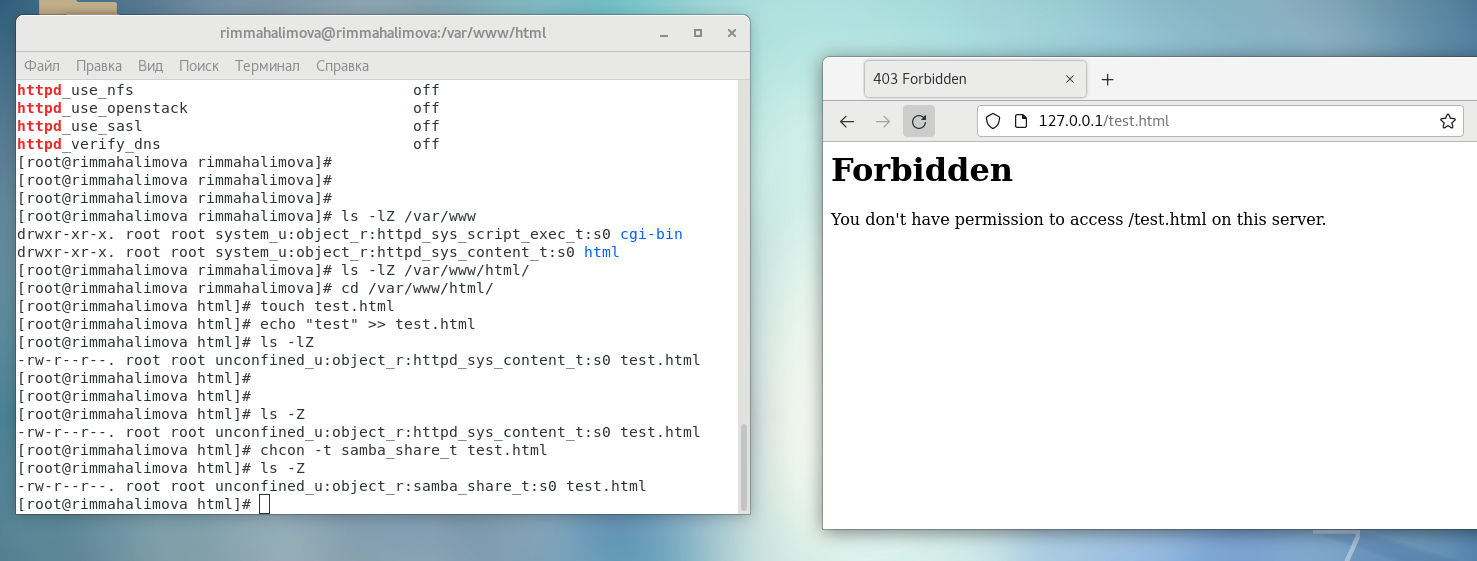 rimmahalimova@rimmahalimova:/var/www/html
Файл Правка Вид Поиск Терминал Справка
httpd_use_nfs off
httpd_use_openstack off
httpd_use_sasl off
httpd_verify_dns off
[root@rimmahalimova rimmahalimova]#
[root@rimmahalimova rimmahalimova]#
[root@rimmahalimova rimmahalimova]#
[root@rimmahalimova rimmahalimova]# ls -lZ /var/www
drwxr-xr-x. root root system_u:object_r:httpd_sys_script_exec_t:s0 cgi-bin
drwxr-xr-x. root root system_u:object_r:httpd_sys_content_t:s0 html
[root@rimmahalimova rimmahalimova]# ls -lZ /var/www/html/
[root@rimmahalimova rimmahalimova]# cd /var/www/html/
[root@rimmahalimova html]# touch test.html
[root@rimmahalimova html]# echo "test" >> test.html
[root@rimmahalimova html]# ls -lZ
-rw-r--r--. root root unconfined_u:object_r:httpd_sys_content_t:s0 test.html
[root@rimmahalimova html]#
[root@rimmahalimova html]#
[root@rimmahalimova html]# ls -Z
-rw-r--r--. root root unconfined_u:object_r:httpd_sys_content_t:s0 test.html
[root@rimmahalimova html]# chcon -t samba_share_t test.html
[root@rimmahalimova html]# ls -Z
-rw-r--r--. root root unconfined_u:object_r:samba_share_t:s0 test.html
[root@rimmahalimova html]#
403 Forbidden
127.0.0.1/test.html
Forbidden
You don't have permission to access /test.html on this server.